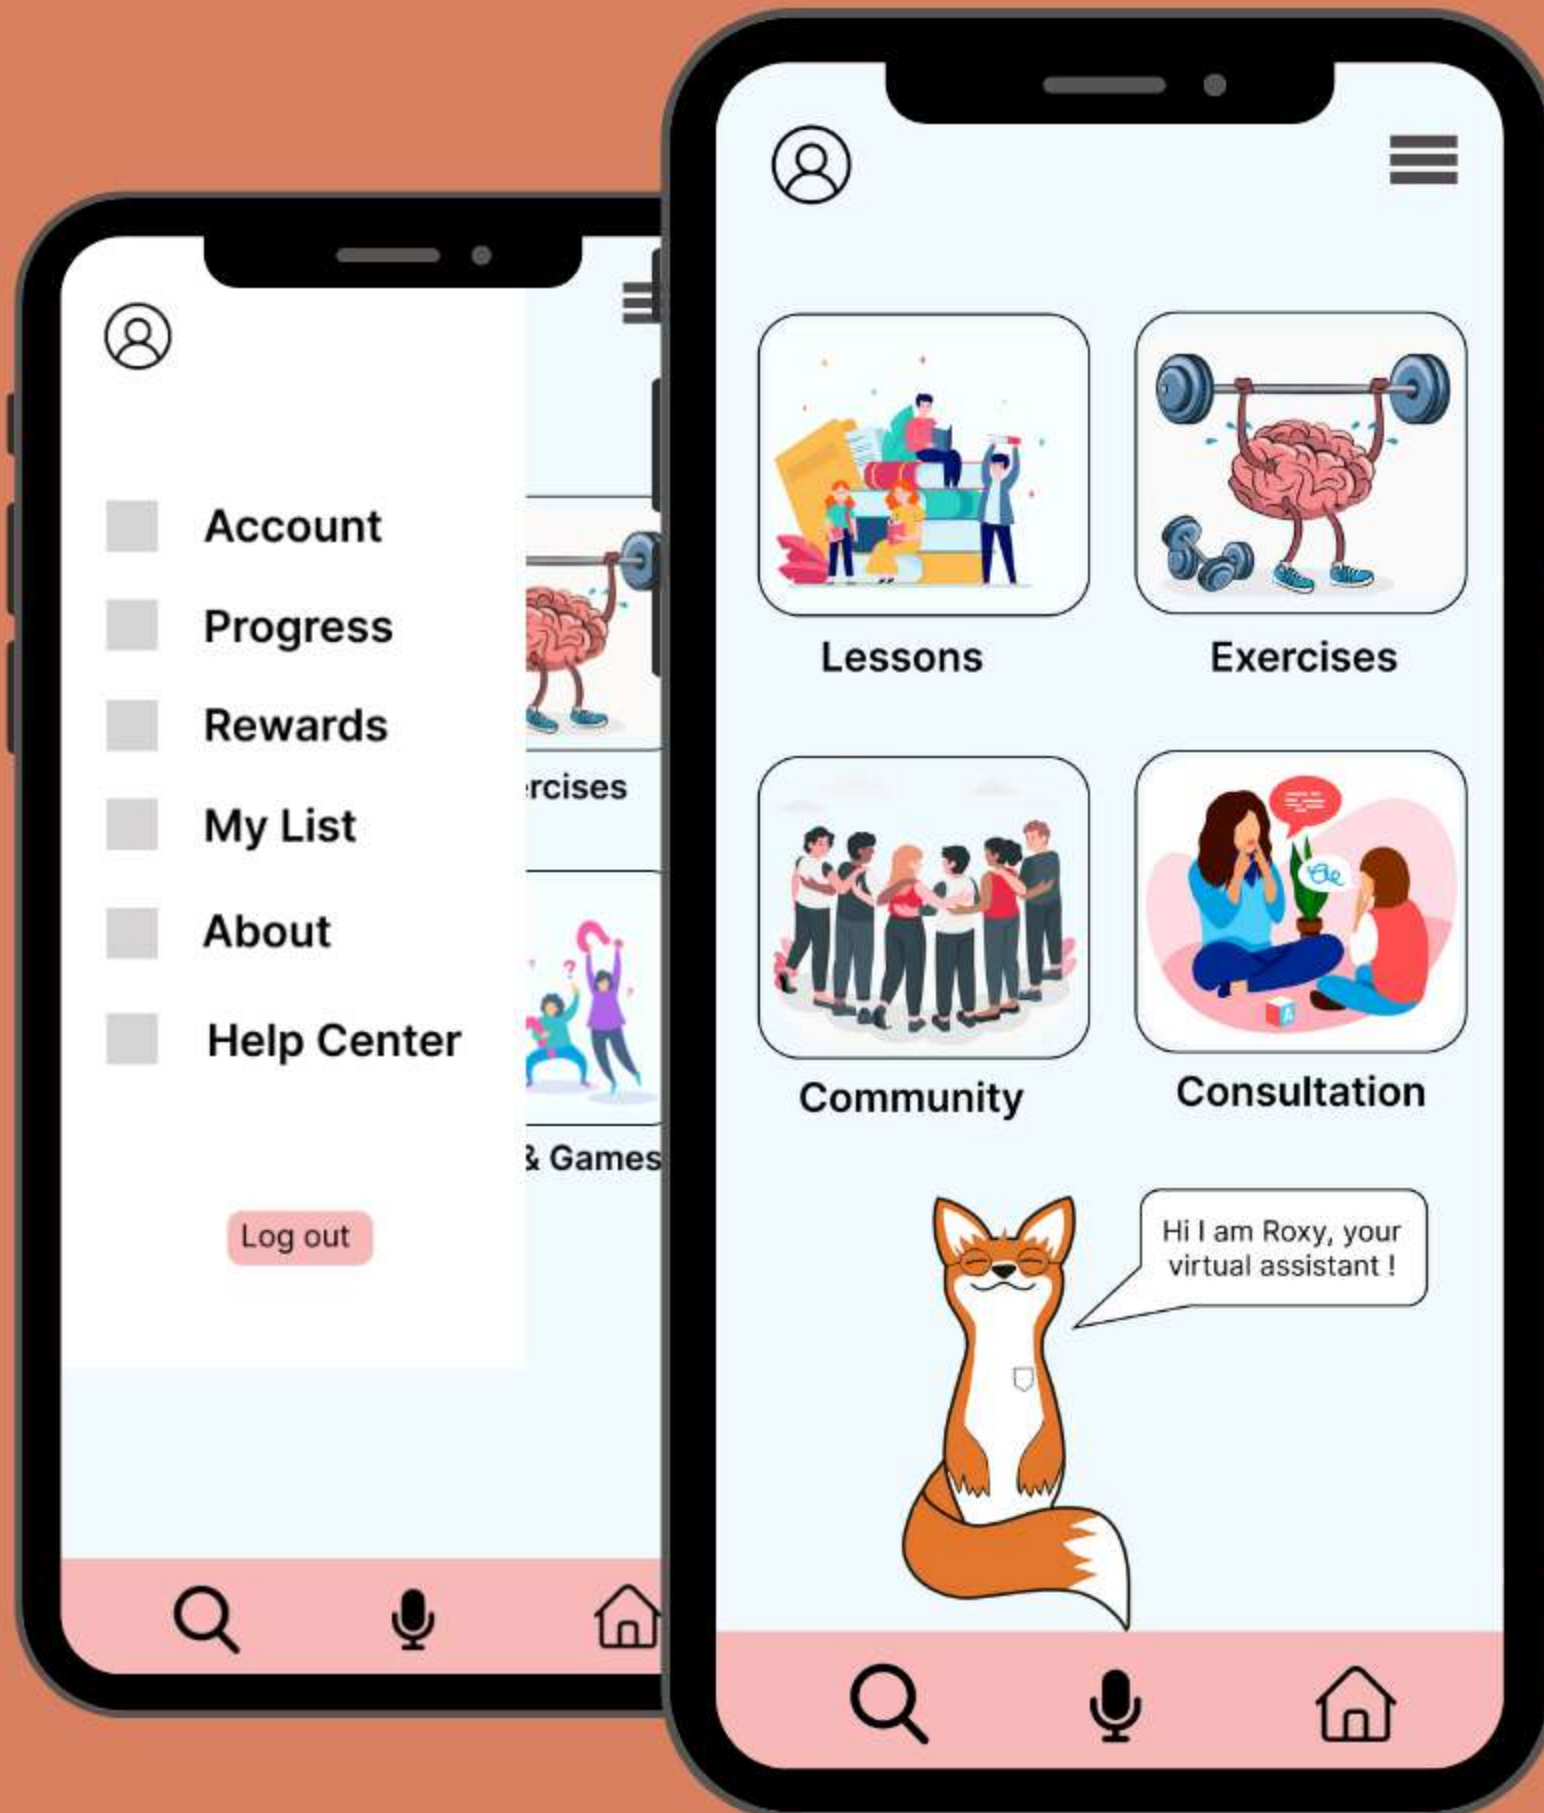 Account
Progress
Rewards
My List
About
Help Center
Log out
ercises
& Games
Lessons
Exercises
Community
Consultation
Hi I am Roxy, your
virtual assistant !
A